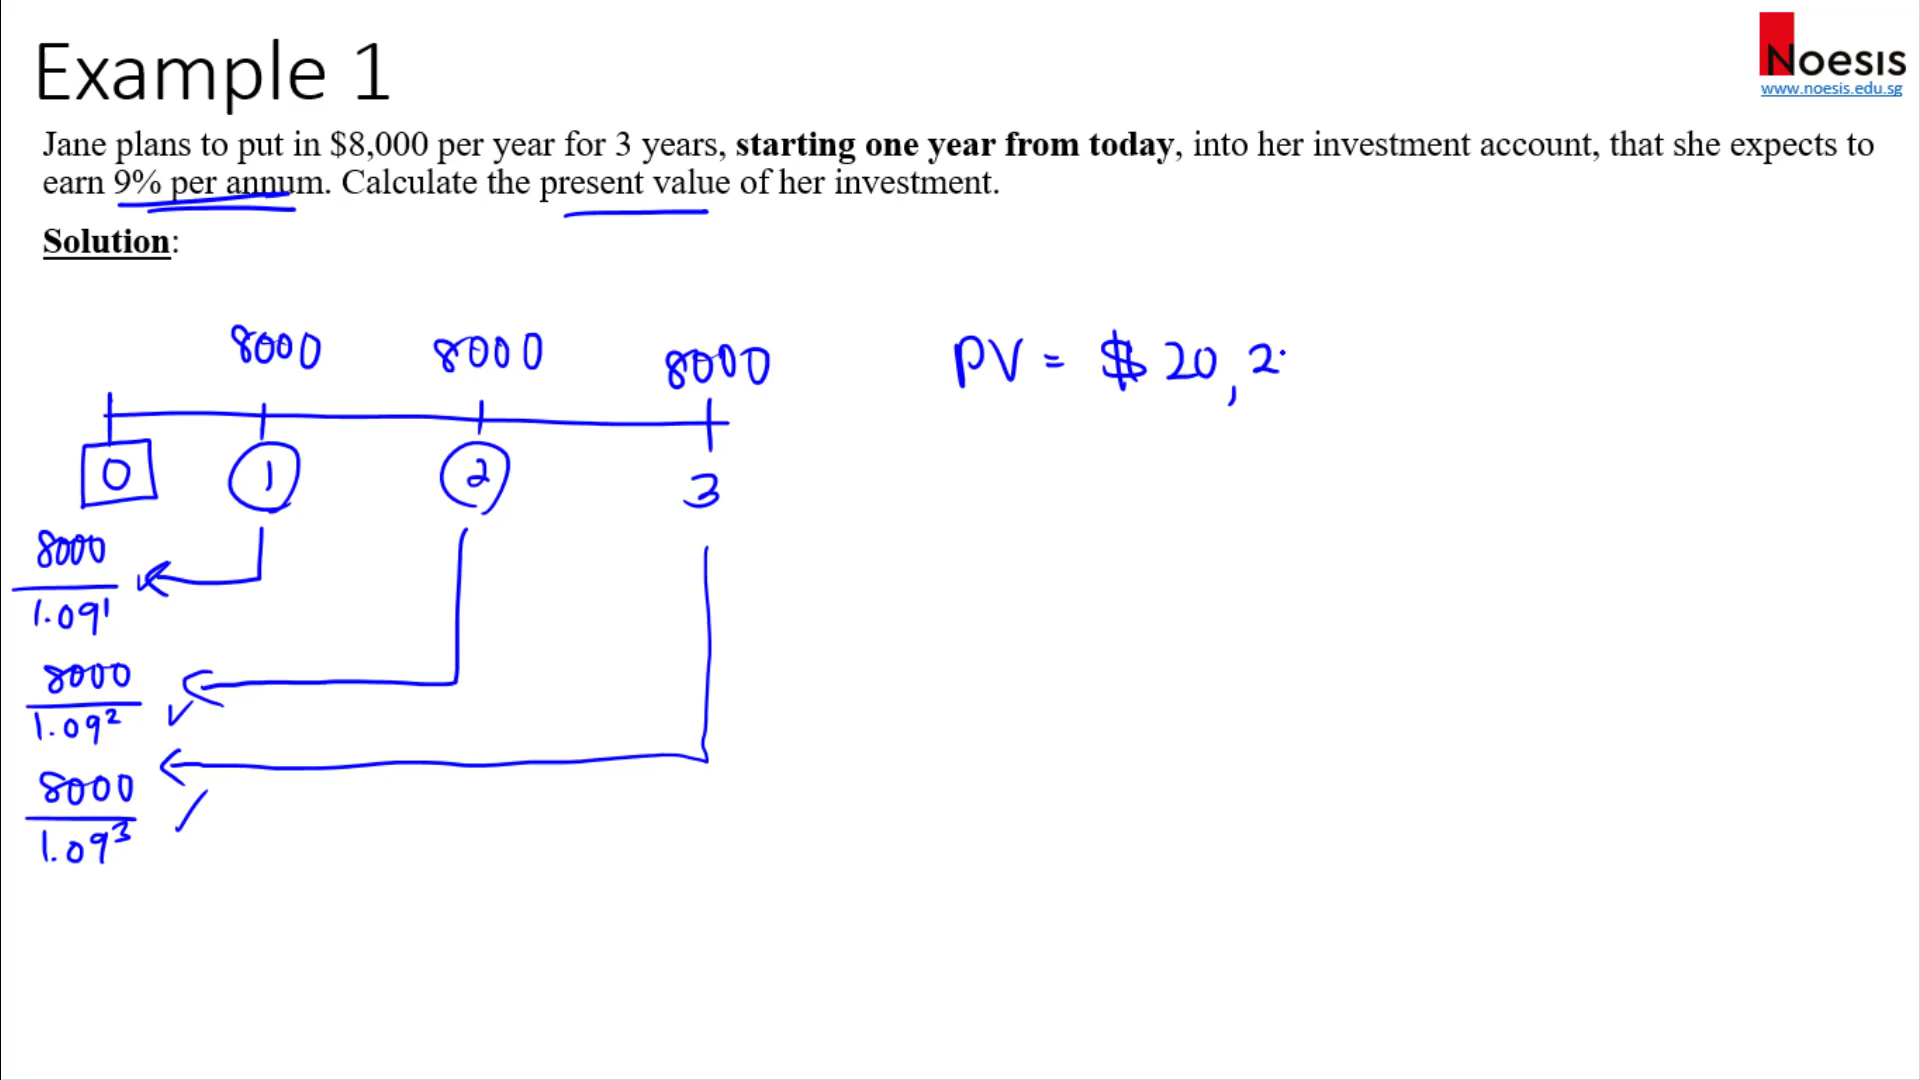 Example 1
Noesis
www.noesis.edu.sg
Jane plans to put in $8,000 per year for 3 years, starting one year from today, into her investment account, that she expects to
earn 9% per annum. Calculate the present value of her investment.
Solution:
8000 8000 8000
PV = $ 20, 2
0 1 2 3
8000
1.09¹
8000
1.09²
8000
1.09³